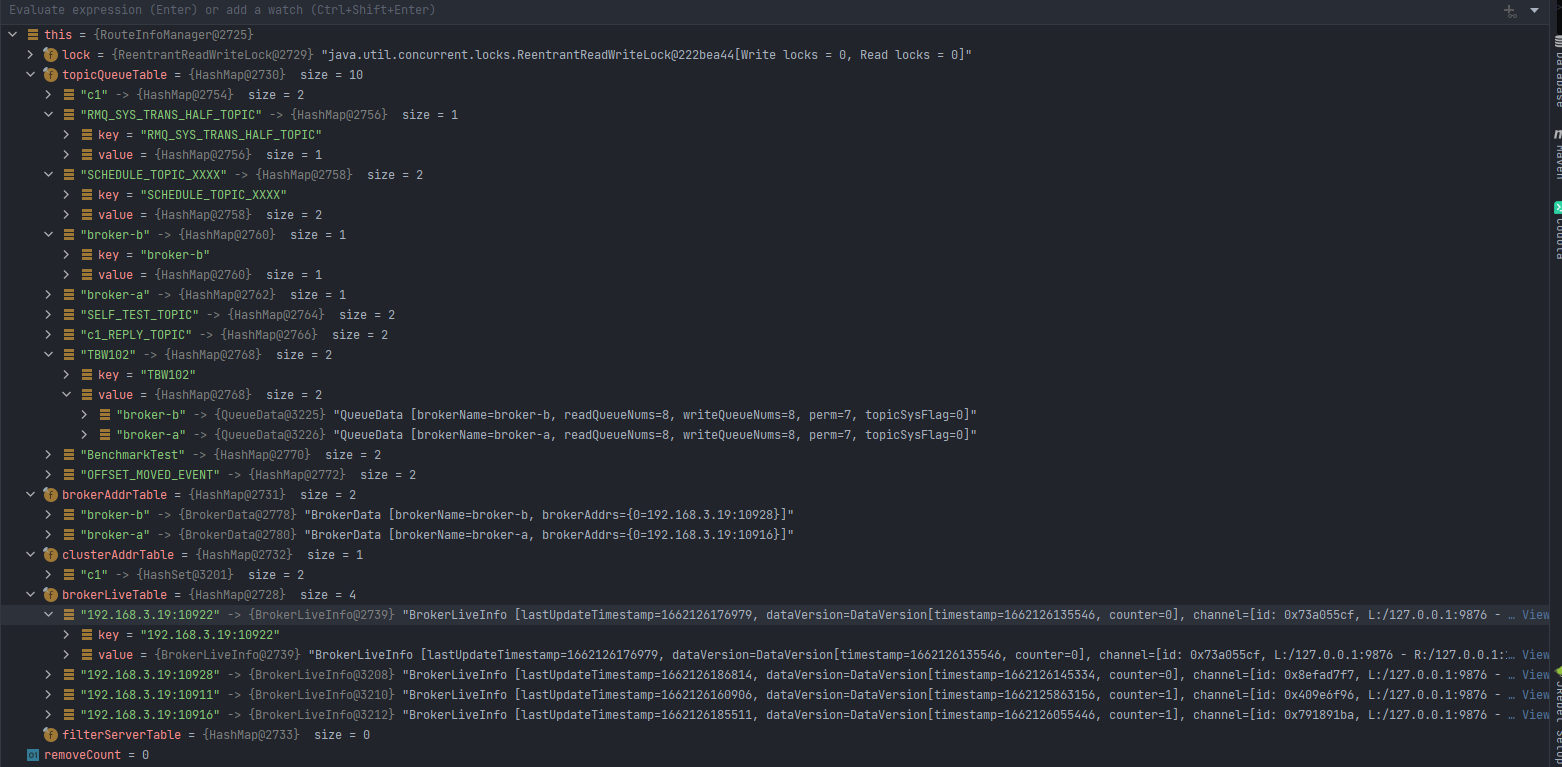 Evaluate expression (Enter) or add a watch (Ctrl+Shift+Enter)
this = {RouteInfoManager@2725}
lock = {ReentrantReadWriteLock@2729} "java.util.concurrent.locks.ReentrantReadWriteLock@222bea44[Write locks = 0, Read locks = 0]"
topicQueueTable = {HashMap@2730} size = 10
"c1" -> {HashMap@2754} size = 2
"RMQ_SYS_TRANS_HALF_TOPIC" -> {HashMap@2756} size = 1
key = "RMQ_SYS_TRANS_HALF_TOPIC"
value = {HashMap@2756} size = 1
"SCHEDULE_TOPIC_XXXX" -> {HashMap@2758} size = 2
key = "SCHEDULE_TOPIC_XXXX"
value = {HashMap@2758} size = 2
"broker-b" -> {HashMap@2760} size = 1
key = "broker-b"
value = {HashMap@2760} size = 1
"broker-a" -> {HashMap@2762} size = 1
"SELF_TEST_TOPIC" -> {HashMap@2764} size = 2
"c1_REPLY_TOPIC" -> {HashMap@2766} size = 2
"TBW102" -> {HashMap@2768} size = 2
key = "TBW102"
value = {HashMap@2768} size = 2
"broker-b" -> {QueueData@3225} "QueueData [brokerName=broker-b, readQueueNums=8, writeQueueNums=8, perm=7, topicSysFlag=0]"
"broker-a" -> {QueueData@3226} "QueueData [brokerName=broker-a, readQueueNums=8, writeQueueNums=8, perm=7, topicSysFlag=0]"
"BenchmarkTest" -> {HashMap@2770} size = 2
"OFFSET_MOVED_EVENT" -> {HashMap@2772} size = 2
brokerAddrTable = {HashMap@2731} size = 2
"broker-b" -> {BrokerData@2778} "BrokerData [brokerName=broker-b, brokerAddrs={0=192.168.3.19:10928}]"
"broker-a" -> {BrokerData@2780} "BrokerData [brokerName=broker-a, brokerAddrs={0=192.168.3.19:10916}]"
clusterAddrTable = {HashMap@2732} size = 1
"c1" -> {HashSet@3201} size = 2
brokerLiveTable = {HashMap@2728} size = 4
"192.168.3.19:10922" -> {BrokerLiveInfo@2739} "BrokerLiveInfo [lastUpdateTimestamp=1662126176979, dataVersion=DataVersion[timestamp=1662126135546, counter=0], channel=[id: 0x73a055cf, L:/127.0.0.1:9876 - … View
key = "192.168.3.19:10922"
value = {BrokerLiveInfo@2739} "BrokerLiveInfo [lastUpdateTimestamp=1662126176979, dataVersion=DataVersion[timestamp=1662126135546, counter=0], channel=[id: 0x73a055cf, L:/127.0.0.1:9876 - R:/127.0.0.1:… View
"192.168.3.19:10928" -> {BrokerLiveInfo@3208} "BrokerLiveInfo [lastUpdateTimestamp=1662126186814, dataVersion=DataVersion[timestamp=1662126145334, counter=0], channel=[id: 0x8efad7f7, L:/127.0.0.1:9876 - … View
"192.168.3.19:10911" -> {BrokerLiveInfo@3210} "BrokerLiveInfo [lastUpdateTimestamp=1662126160906, dataVersion=DataVersion[timestamp=1662125863156, counter=1], channel=[id: 0x409e6f96, L:/127.0.0.1:9876 - … View
"192.168.3.19:10916" -> {BrokerLiveInfo@3212} "BrokerLiveInfo [lastUpdateTimestamp=1662126185511, dataVersion=DataVersion[timestamp=1662126055446, counter=1], channel=[id: 0x791891ba, L:/127.0.0.1:9876 - … View
filterServerTable = {HashMap@2733} size = 0
removeCount = 0